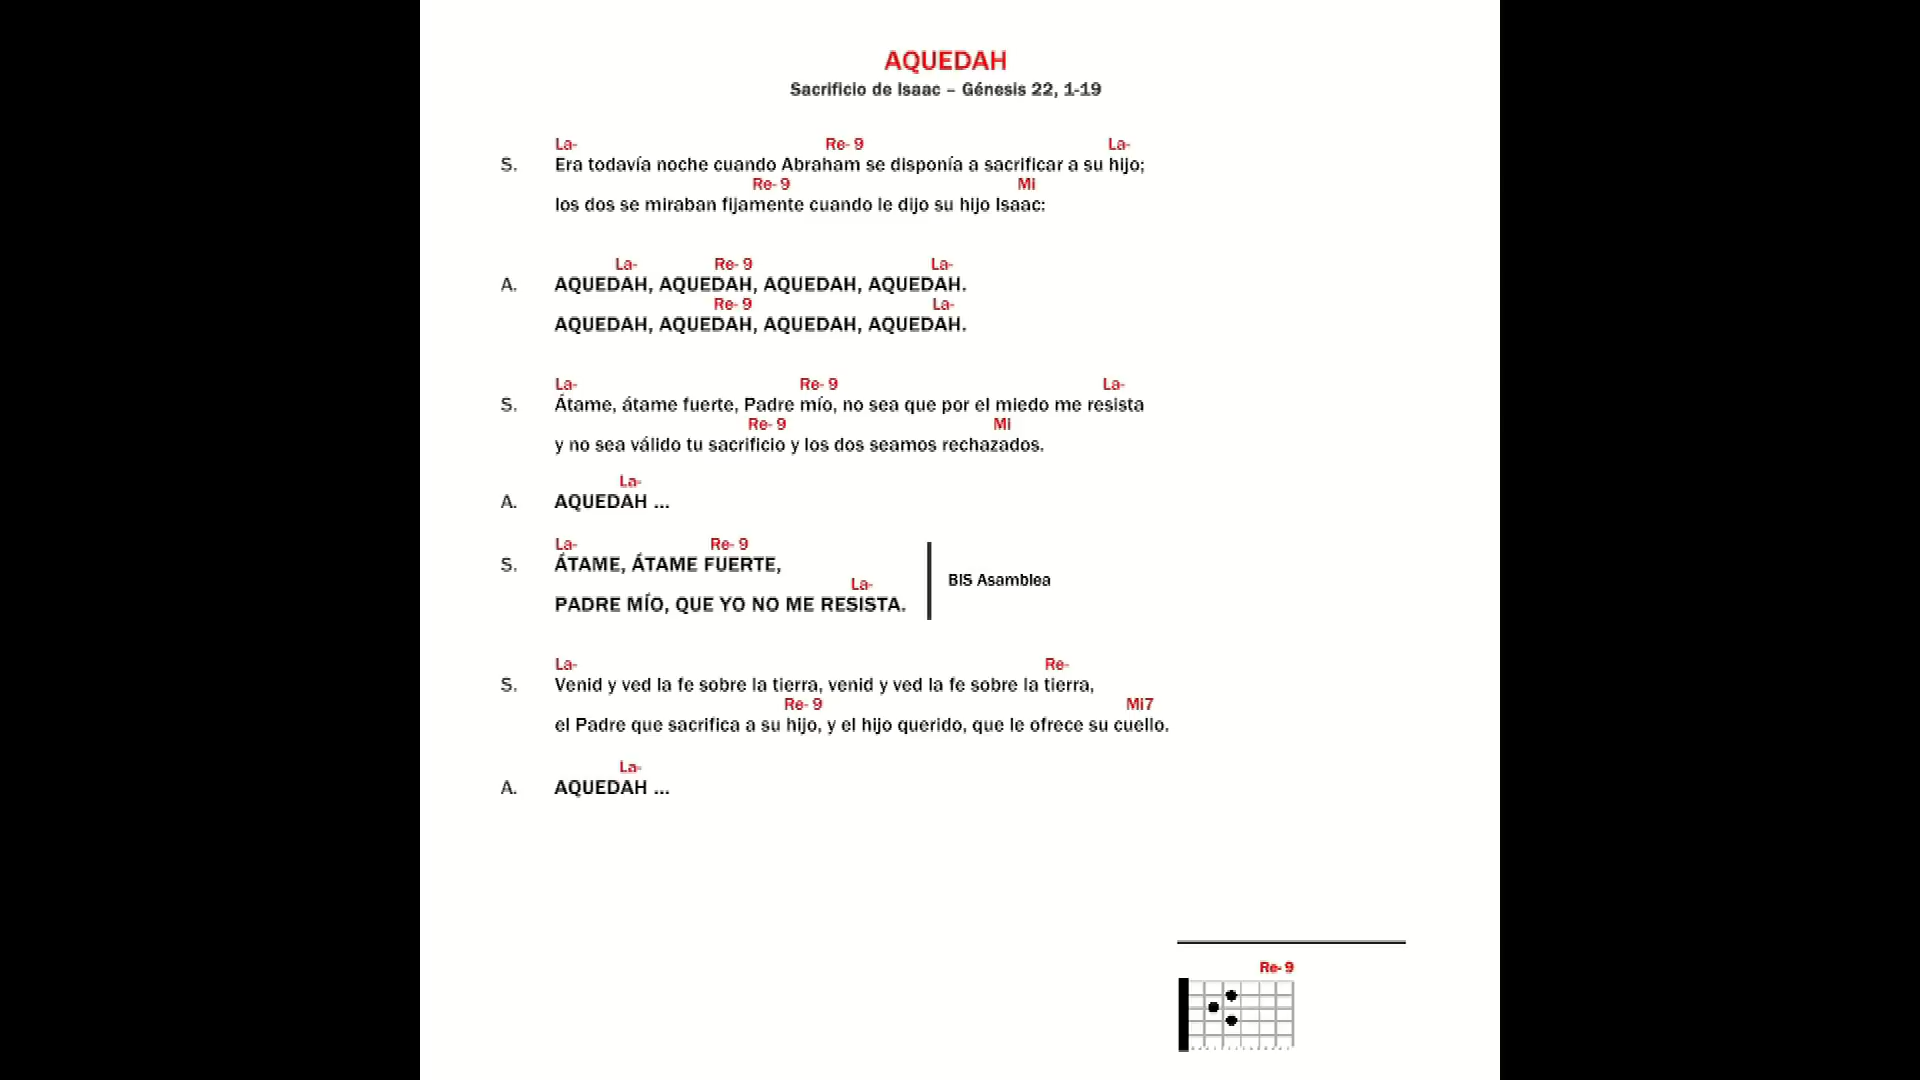 AQUEDAH
Sacrificio de Isaac – Génesis 22, 1-19
La- Re- 9 La-
S. Era todavía noche cuando Abraham se disponía a sacrificar a su hijo;
Re- 9 Mi
los dos se miraban fijamente cuando le dijo su hijo Isaac:
La- Re- 9 La-
A. AQUEDAH, AQUEDAH, AQUEDAH, AQUEDAH.
Re- 9 La-
AQUEDAH, AQUEDAH, AQUEDAH, AQUEDAH.
La- Re- 9 La-
S. Átame, átame fuerte, Padre mío, no sea que por el miedo me resista
Re- 9 Mi
y no sea válido tu sacrificio y los dos seamos rechazados.
La-
A. AQUEDAH ...
La- Re- 9
S. ÁTAME, ÁTAME FUERTE,
La-
PADRE MÍO, QUE YO NO ME RESISTA.
BIS Asamblea
La- Re-
S. Venid y ved la fe sobre la tierra, venid y ved la fe sobre la tierra,
Re- 9 Mi7
el Padre que sacrifica a su hijo, y el hijo querido, que le ofrece su cuello.
La-
A. AQUEDAH ...
Re- 9